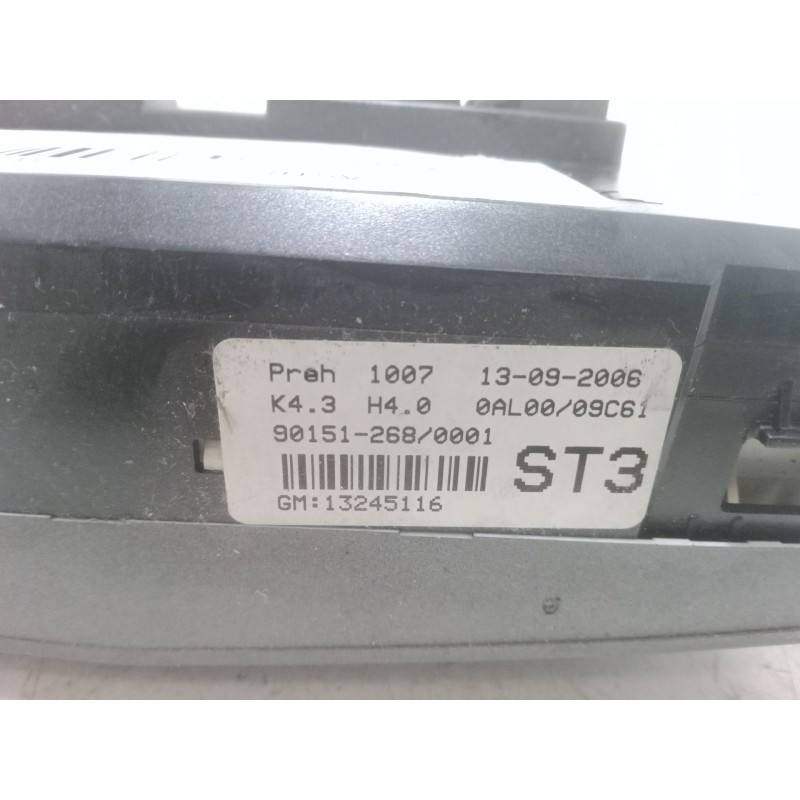 Preh 1007 13-09-2006
K4.3 H4.0 0AL00/09C61
90151-268/0001
ST3
GM:13245116